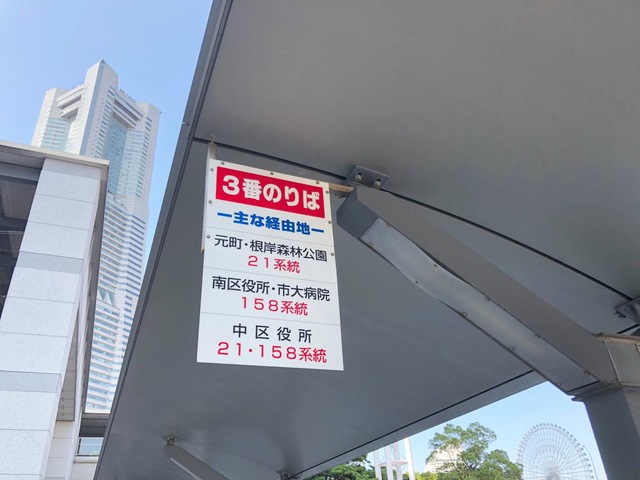 3番のりば
ー主な経由地ー
元町・根岸森林公園
21系統
南区役所・市大病院
158系統
中区役所
21・158系統